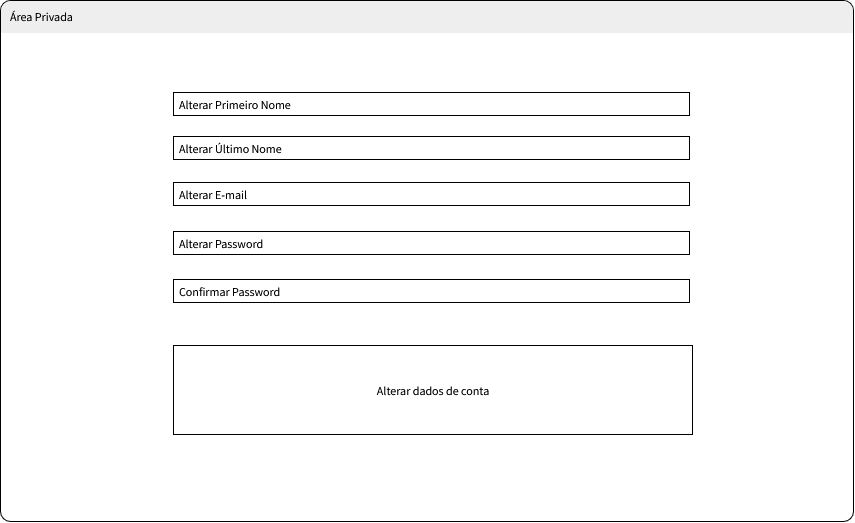 Área Privada
Alterar Primeiro Nome
Alterar Último Nome
Alterar E-mail
Alterar Password
Confirmar Password
Alterar dados de conta